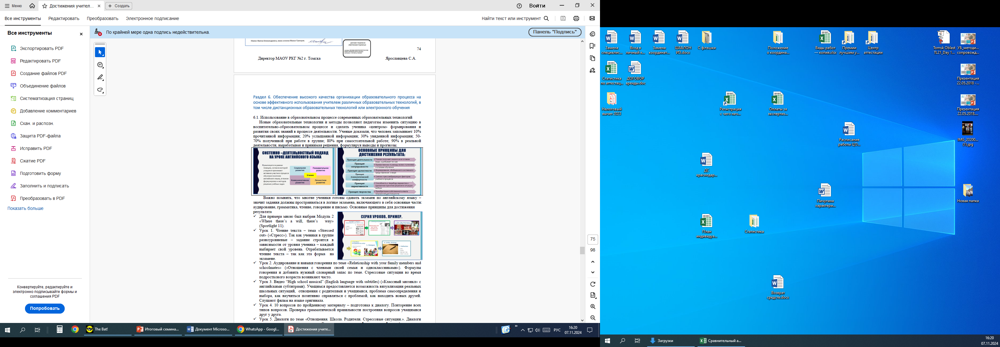 Меню
Достижения учител...
Создать
Войти
Все инструменты
Редактировать
Преобразовать
Электронное подписание
Найти текст или инструмент
Все инструменты
Экспортировать PDF
Редактировать PDF
Создание файлов PDF
Объединение файлов
Систематизация страниц
Добавление комментариев
Скан. и распозн.
Защита PDF-файла
Исправить PDF
Сжатие PDF
Подготовить форму
Заполнить и подписать
Преобразовать в PDF
Показать больше
Конвертируйте, редактируйте и
электронно подписывайте формы и
соглашения PDF
Попробовать
По крайней мере одна подпись недействительна.
Панель "Подпись"
74
Директор МАОУ РКГ №2 г. Томска
Ярославцева С.А.
Раздел 6. Обеспечение высокого качества организации образовательного процесса на
основе эффективного использования учителем различных образовательных технологий, в
том числе дистанционных образовательных технологий или электронного обучения
6.1. Использование в образовательном процессе современных образовательных технологий
Новые образовательные технологии и методы позволяют педагогам изменить ситуацию в
воспитательно-образовательном процессе и сделать ученика «центром» формирования и
развития своих знаний в процессе деятельности. Ученые доказали, что человек запоминает 10%
прочитанной информации; 20% услышанной информации; 30% увиденной информации; 50-
70% полученной при работе в группе; 80% при самостоятельной работе; 90% в реальной
деятельности, вырабатывая и принимая решения, формулируя выводы и прогнозы.
СИСТЕМНО –ДЕЯТЕЛЬНОСТНЫЙ ПОДХОД
НА УРОКЕ АНГЛИЙСКОГО ЯЗЫКА
Социальное
развитие
Познавательное
развитие
Ученик
Коммуникативное
развитие
Личностное
развитие
ОСНОВНЫЕ ПРИНЦИПЫ ДЛЯ
ДОСТИЖЕНИЯ РЕЗУЛЬТАТА:
Принцип деятельности
Принцип
непрерывности
Принцип целостности
Принцип
психологической
комфортности
Принцип
вариативности
Принцип творчества
Важно помнить, что многие ученики готовы сдавать экзамен по английскому языку –
значит задания должны простраиваться в логике экзамена, включающего в себя основные части:
аудирование, грамматика, чтение, говорение и письмо. Основные принципы для достижения
результата
Для примера мною был выбран Модуль 2
«Where there’s a will, there’s way»
(Sportlight 11).
Урок 1. Чтение текста – тема «Stressed
out» («Стресс»). Так как ученики в группе
разноуровневые – задание строится в
зависимости от уровня ученика – каждый
выбирает свой уровень. Отрабатывается
чтение текста – так как эта форма на
экзамене.
СЕРИЯ УРОКОВ. ПРИМЕР.
Урок 2. Аудирование и навыки говорения по теме «Relationship with your family members and
schoolmates» («Отношения с членами своей семьи и одноклассниками»). Формулы
говорения и добавить нужный словарный запас по теме. Стрессовые ситуации во время
подросткового возраста возникают часто.
Урок 3. Видео “High school musical” (English language with subtitles) («Классный мюзикл» с
английскими субтитрами). Учащимся предоставляется возможность визуализации реальных
школьных ситуаций, отношения с родителями и учащимися, проблема самоопределения и
выбора, как научиться позитивно справляться с проблемой, как находить новых друзей.
Слушают фильм на языке оригинала.
Урок 4. 10 вопросов по пройденному материалу – подготовка к диалогу. Повторение всех
типов вопросов. Проверка грамматической правильности построения вопросов учащимися
друг у друга.
Урок 5. Диалоги по теме «Отношения. Школа. Родители. Стрессовые ситуации.». Диалоги
75
98
The Bat!
Итоговый семина...
Документ Microso...
WhatsApp - Googl...
Достижения учите...
РУС
16:20
07.11.2024
Замена
специалис...
Вход в
личный к...
Замена
координат...
ШАБЛОН
ИЗ.docx
С флэшки
Положение
о координа...
Виды работ
— копия.xlsx
Премии
лучшим у...
Центр
аттестации
Tomsk Oblast
TL21_Day 1...
УБ_методи...
сопровожд...
Статистика
по аттестац...
ДОГОВОР
аренды.doc
Презентация
22.05.2018 -...
Налоговый
вычет 2023
Регистрация
с чего нач...
Оплаты за
экспертиз...
Презентация
22.05.2018....
Расписание
работы ЦО...
IMG_20200...
(1).jpg
ДС
краснодар...
Пичугина
характери...
Новая папка
План
индивидуа...
Статистика
Возврат
средств.docx
Загрузки
Сравнительный а...
16:20
07.11.2024